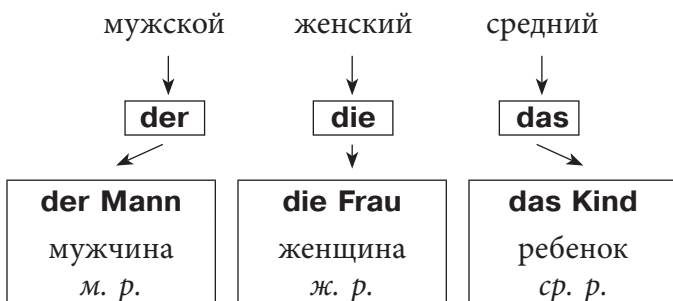 мужской женский средний
der die das
der Mann die Frau das Kind
мужчина женщина ребенок
м. р. ж. р. ср. р.